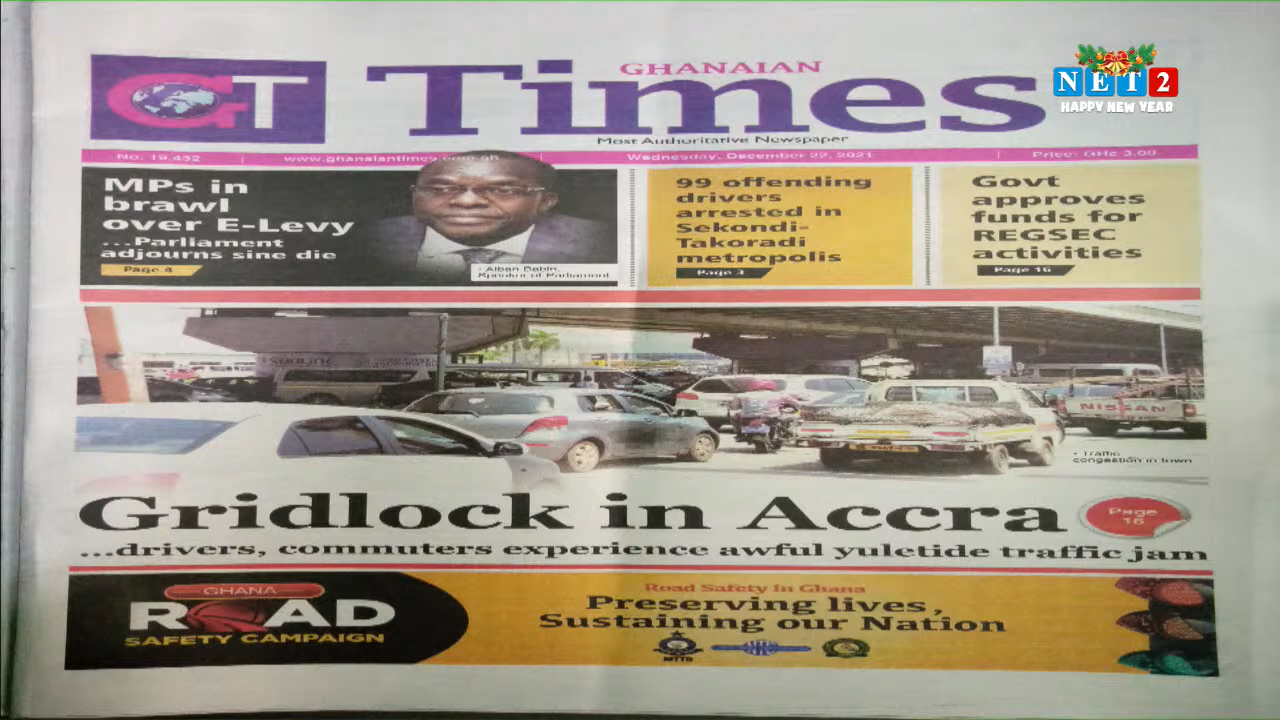 GT
GHANAIAN
Times
Most Authoritative Newspaper
NET2
HAPPY NEW YEAR
No. 19,432 www.ghanaiantimes.com.gh Wednesday, December 22, 2021 Price: GH¢ 3.00
MPs in
brawl
over E-Levy
...Parliament
adjourns sine die
Page 4
• Alban Babin,
Speaker of Parliament
99 offending
drivers
arrested in
Sekondi-
Takoradi
metropolis
Page 3
Govt
approves
funds for
REGSEC
activities
Page 16
NISSAN
• Traffic
congestion in town
Gridlock in Accra
Page
16
...drivers, commuters experience awful yuletide traffic jam
GHANA
ROAD
SAFETY CAMPAIGN
Road Safety in Ghana
Preserving lives,
Sustaining our Nation
MTTD